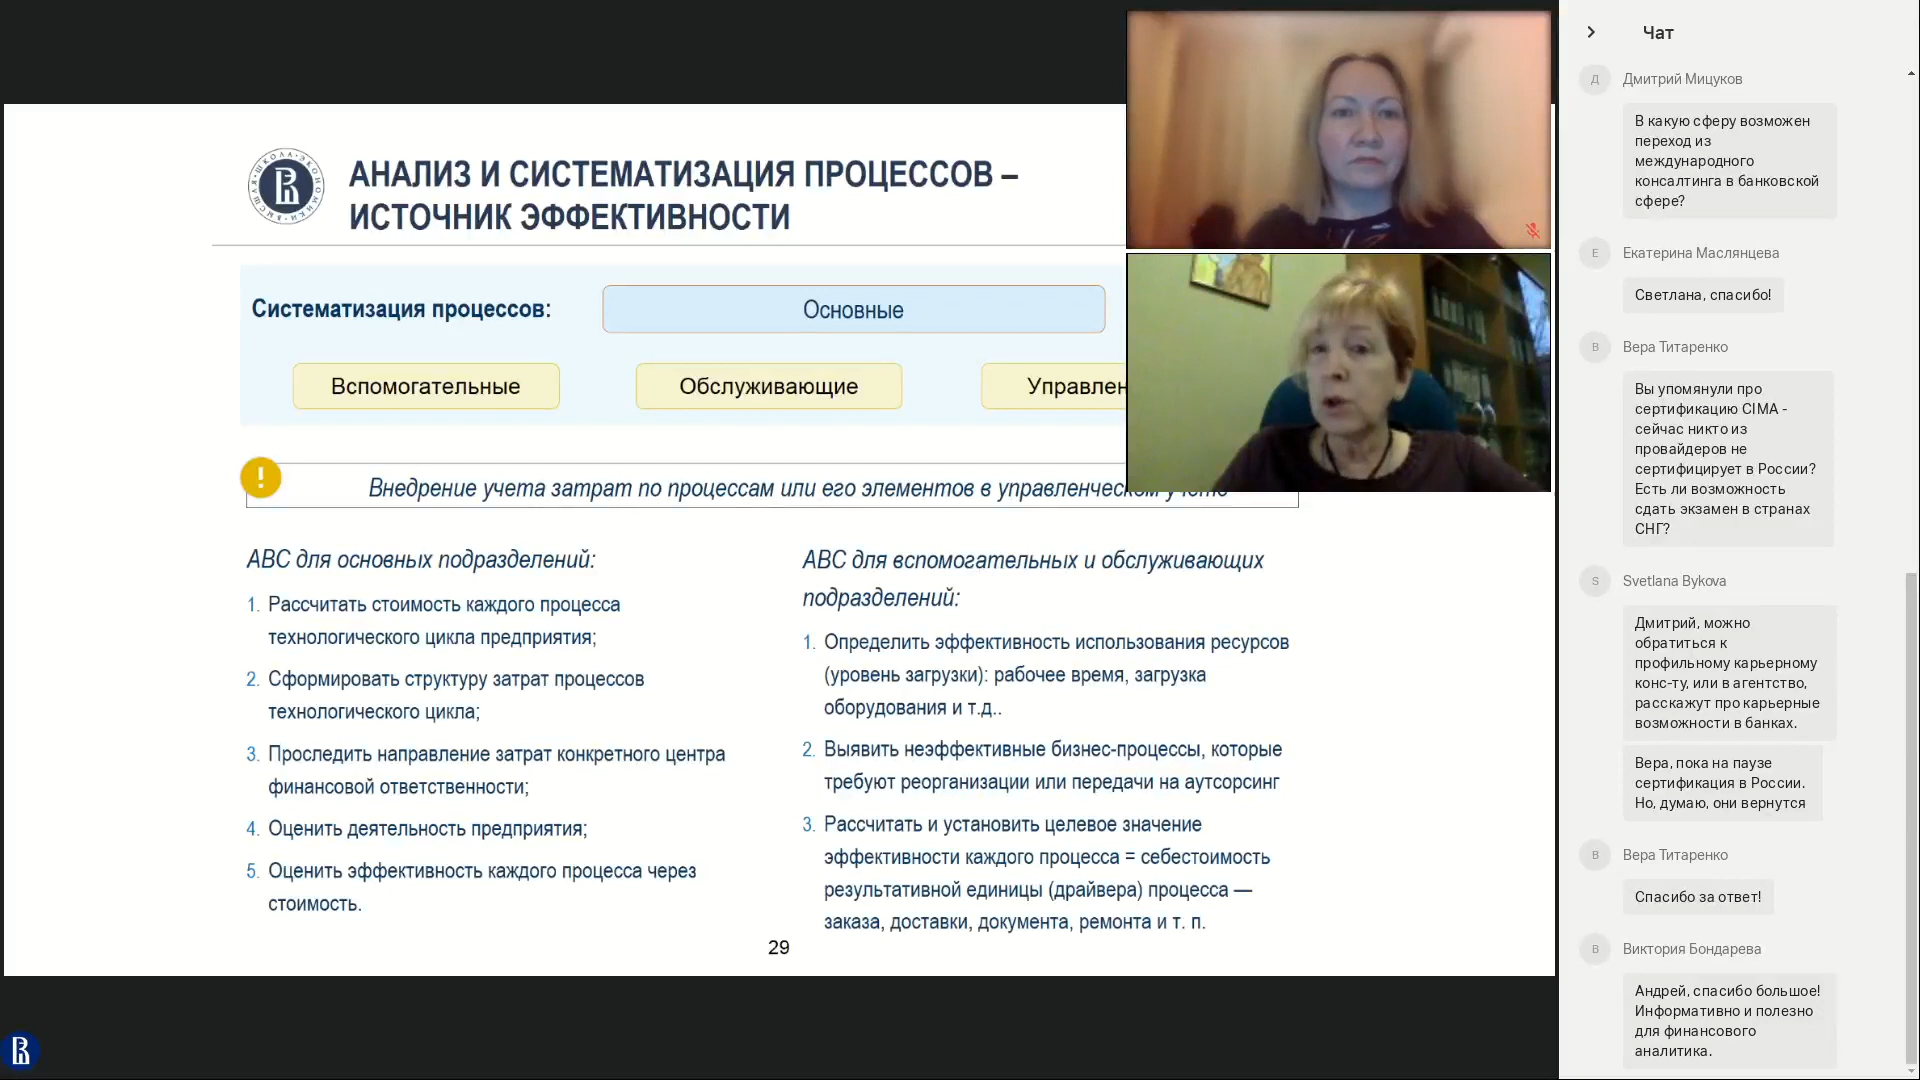 АНАЛИЗ И СИСТЕМАТИЗАЦИЯ ПРОЦЕССОВ –
ИСТОЧНИК ЭФФЕКТИВНОСТИ
Систематизация процессов:
Основные
Вспомогательные
Обслуживающие
Управлен
!
Внедрение учета затрат по процессам или его элементов в управленческом учете
ABC для основных подразделений:
1. Рассчитать стоимость каждого процесса
технологического цикла предприятия;
2. Сформировать структуру затрат процессов
технологического цикла;
3. Проследить направление затрат конкретного центра
финансовой ответственности;
4. Оценить деятельность предприятия;
5. Оценить эффективность каждого процесса через
стоимость.
ABC для вспомогательных и обслуживающих
подразделений:
1. Определить эффективность использования ресурсов
(уровень загрузки): рабочее время, загрузка
оборудования и т.д..
2. Выявить неэффективные бизнес-процессы, которые
требуют реорганизации или передачи на аутсорсинг
3. Рассчитать и установить целевое значение
эффективности каждого процесса = себестоимость
результативной единицы (драйвера) процесса —
заказа, доставки, документа, ремонта и т. п.
29
Чат
Д
Дмитрий Мицуков
В какую сферу возможен
переход из
международного
консалтинга в банковской
сфере?
Е
Екатерина Маслянцева
Светлана, спасибо!
В
Вера Титаренко
Вы упомянули про
сертификацию CIMA -
сейчас никто из
провайдеров не
сертифицирует в России?
Есть ли возможность
сдать экзамен в странах
СНГ?
S
Svetlana Bykova
Дмитрий, можно
обратиться к
профильному карьерному
конс-ту, или в агентство,
расскажут про карьерные
возможности в банках.
Вера, пока на паузе
сертификация в России.
Но, думаю, они вернутся
В
Вера Титаренко
Спасибо за ответ!
В
Виктория Бондарева
Андрей, спасибо большое!
Информативно и полезно
для финансового
аналитика.